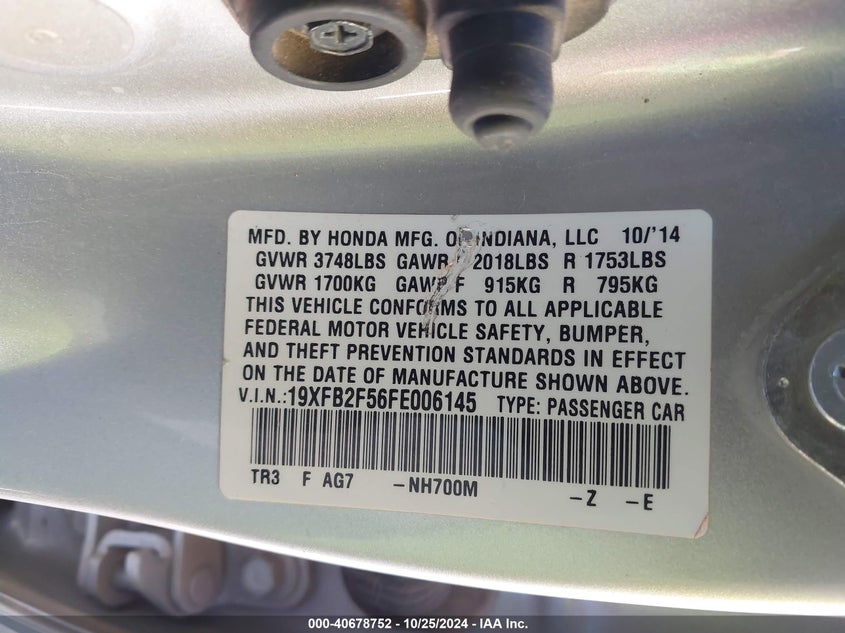 MFD. BY HONDA MFG. OF INDIANA, LLC 10/'14
GVWR 3748LBS GAWR F 2018LBS R 1753LBS
GVWR 1700KG GAWR F 915KG R 795KG
THIS VEHICLE CONFORMS TO ALL APPLICABLE
FEDERAL MOTOR VEHICLE SAFETY, BUMPER,
AND THEFT PREVENTION STANDARDS IN EFFECT
ON THE DATE OF MANUFACTURE SHOWN ABOVE.
V.I.N.:19XFB2F56FE006145 TYPE: PASSENGER CAR
TR3 F AG7 -NH700M -Z -E
000-40678752 - 10/25/2024 - IAA Inc.